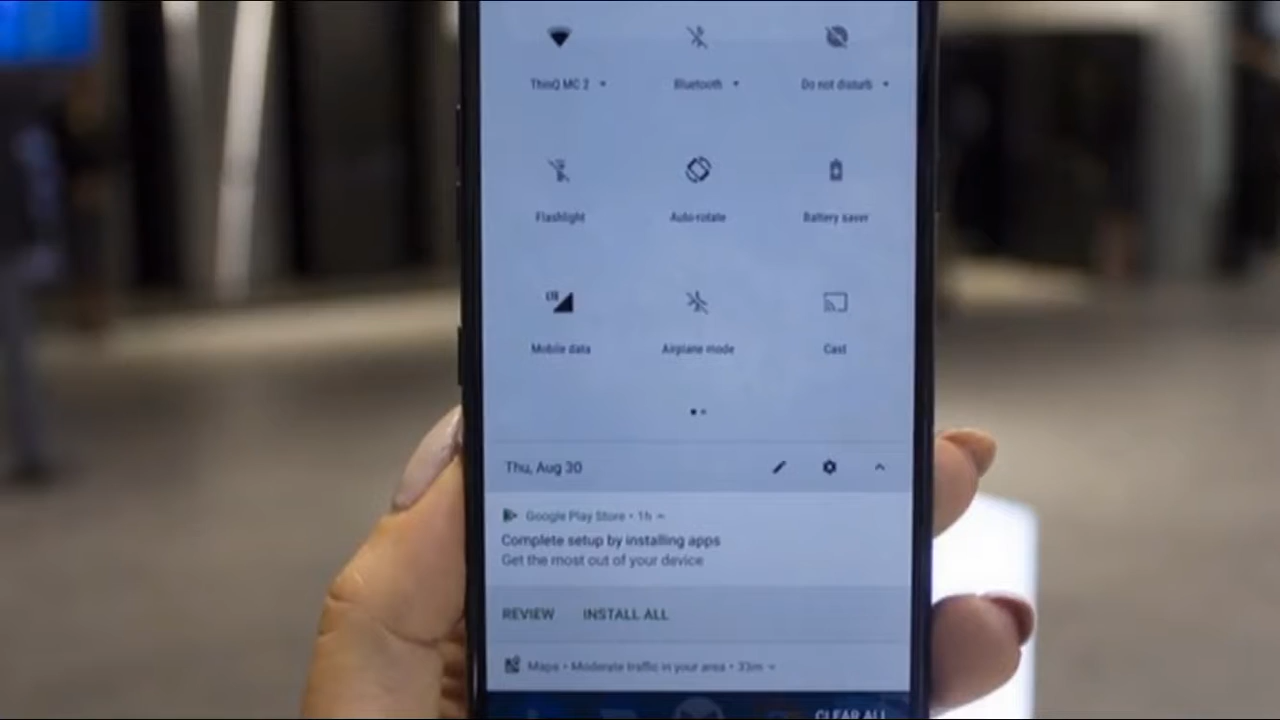 ThinQ MC 2 Bluetooth Do not disturb
Flashlight Auto-rotate Battery saver
LTE
Mobile data Airplane mode Cast
Thu, Aug 30
Google Play Store • 1h
Complete setup by installing apps
Get the most out of your device
REVIEW INSTALL ALL
Maps • Moderate traffic in your area • 33m
CLEAR ALL